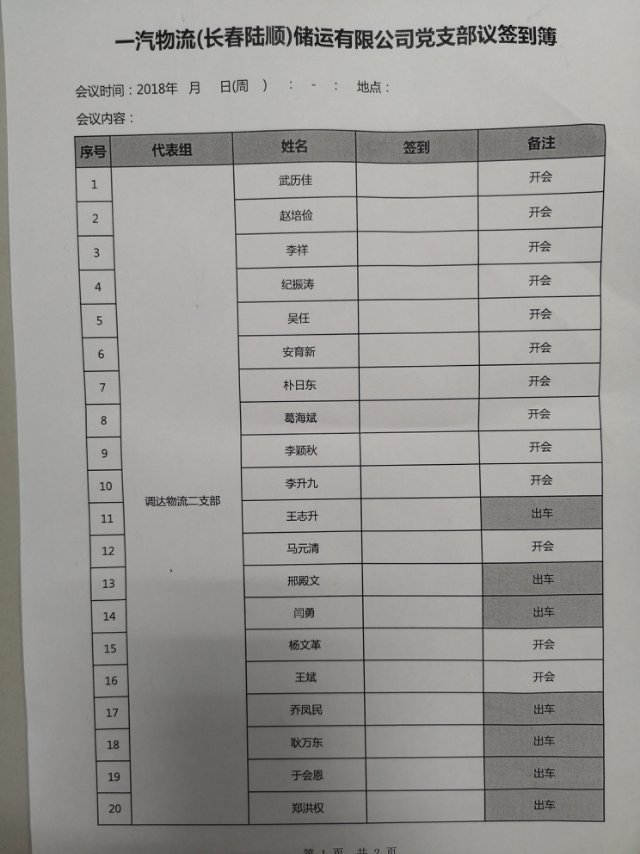 一汽物流(长春陆顺)储运有限公司党支部议签到簿
会议时间：2018年 月 日(周 ) ： - ： 地点：
会议内容：
序号 代表组 姓名 签到 备注
1 武历佳 开会
2 赵培俭 开会
3 李祥 开会
4 纪振涛 开会
5 吴任 开会
6 安育新 开会
7 朴日东 开会
8 葛海斌 开会
9 李颖秋 开会
10 李升九 开会
调达物流二支部
11 王志升 出车
12 马元清 开会
13 邢殿文 出车
14 闫勇 出车
15 杨文革 开会
16 王斌 开会
17 乔凤民 出车
18 耿万东 出车
19 于会恩 出车
20 郑洪权 出车
第 1 页 共 2 页